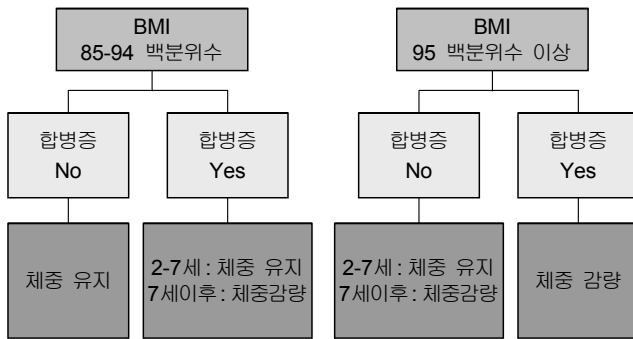 BMI
85-94 백분위수
BMI
95 백분위수 이상
합병증
No
합병증
Yes
합병증
No
합병증
Yes
체중 유지
2-7세 : 체중 유지
7세이후 : 체중감량
2-7세 : 체중 유지
7세이후 : 체중감량
체중 감량